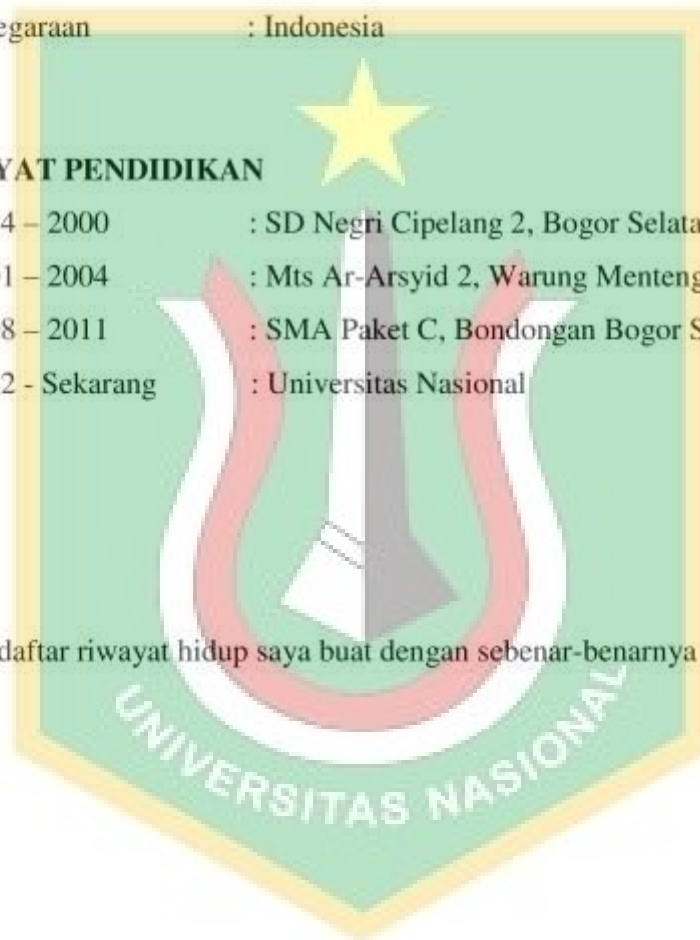 egaraan : Indonesia
YAT PENDIDIKAN
4 – 2000 : SD Negri Cipelang 2, Bogor Selata
1 – 2004 : Mts Ar-Arsyid 2, Warung Menteng
8 – 2011 : SMA Paket C, Bondongan Bogor S
2 - Sekarang : Universitas Nasional
daftar riwayat hidup saya buat dengan sebenar-benarnya
UNIVERSITAS NASIONAL